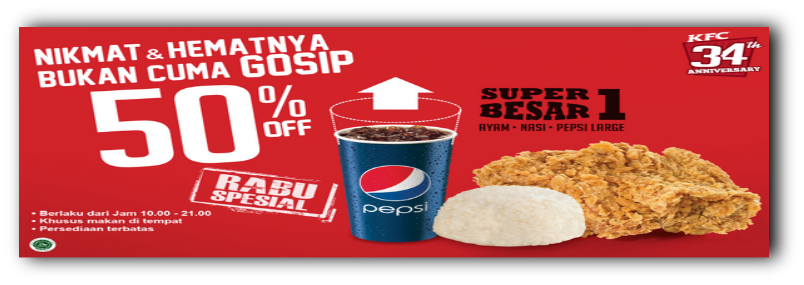 NIKMAT & HEMATNYA
BUKAN CUMA GOSIP
50% OFF
RABU
SPESIAL
• Berlaku dari Jam 10.00 - 21.00
• Khusus makan di tempat
• Persediaan terbatas
pepsi
SUPER
BESAR 1
AYAM • NASI • PEPSI LARGE
KFC
34th
ANNIVERSARY